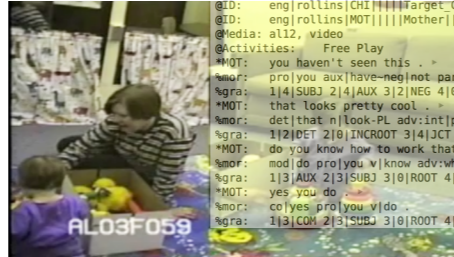 @ID: eng|rollins|CHI|||||Target_C
@ID: eng|rollins|MOT|||||Mother||
@Media: al12, video
@Activities: Free Play
*MOT: you haven't seen this .
%mor: pro|you aux|have~neg|not par
%gra: 1|4|SUBJ 2|4|AUX 3|2|NEG 4|0
*MOT: that looks pretty cool .
%mor: det|that n|look-PL adv:int|p
%gra: 1|2|DET 2|0|INCROOT 3|4|JCT
*MOT: do you know how to work that
%mor: mod|do pro|you v|know adv:wh
%gra: 1|3|AUX 2|3|SUBJ 3|0|ROOT 4|
*MOT: yes you do .
%mor: co|yes pro|you v|do .
%gra: 1|3|COM 2|3|SUBJ 3|0|ROOT 4|
AL03F059